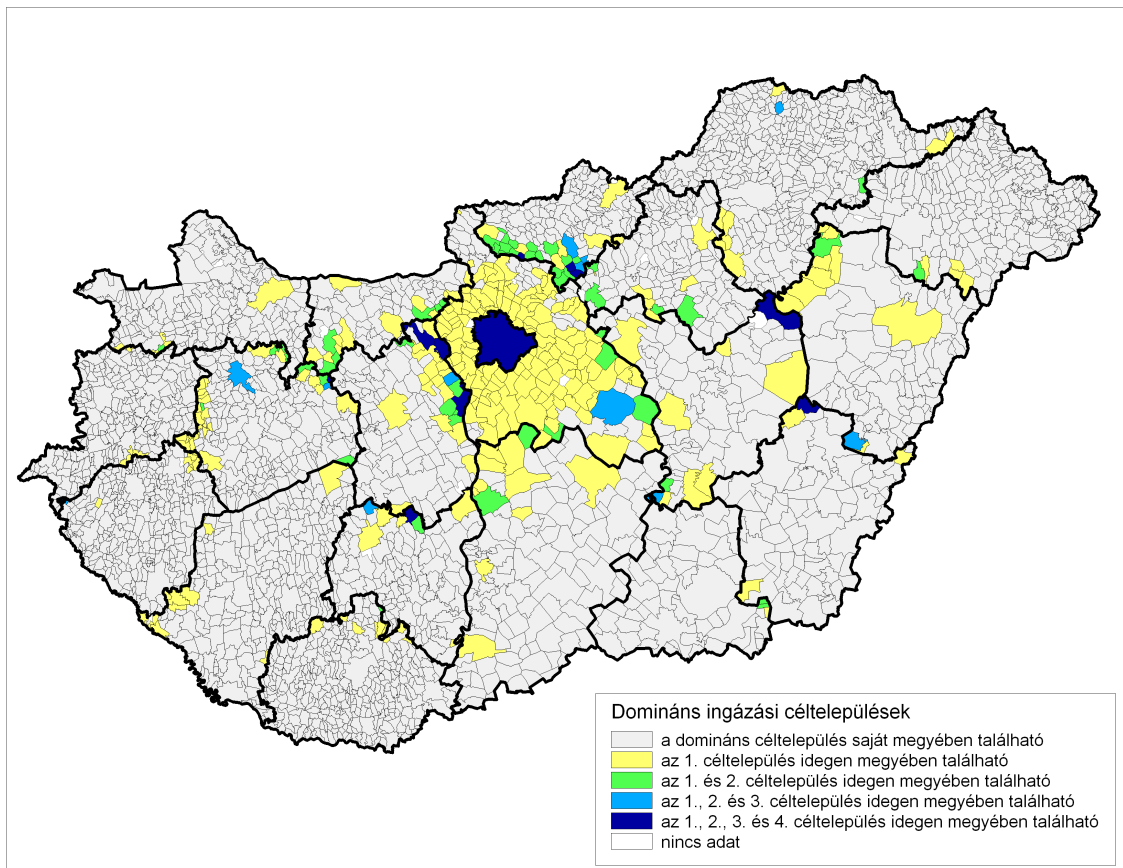 Domináns ingázási céltelepülések
a domináns céltelepülés saját megyében található
az 1. céltelepülés idegen megyében található
az 1. és 2. céltelepülés idegen megyében található
az 1., 2. és 3. céltelepülés idegen megyében található
az 1., 2., 3. és 4. céltelepülés idegen megyében található
nincs adat